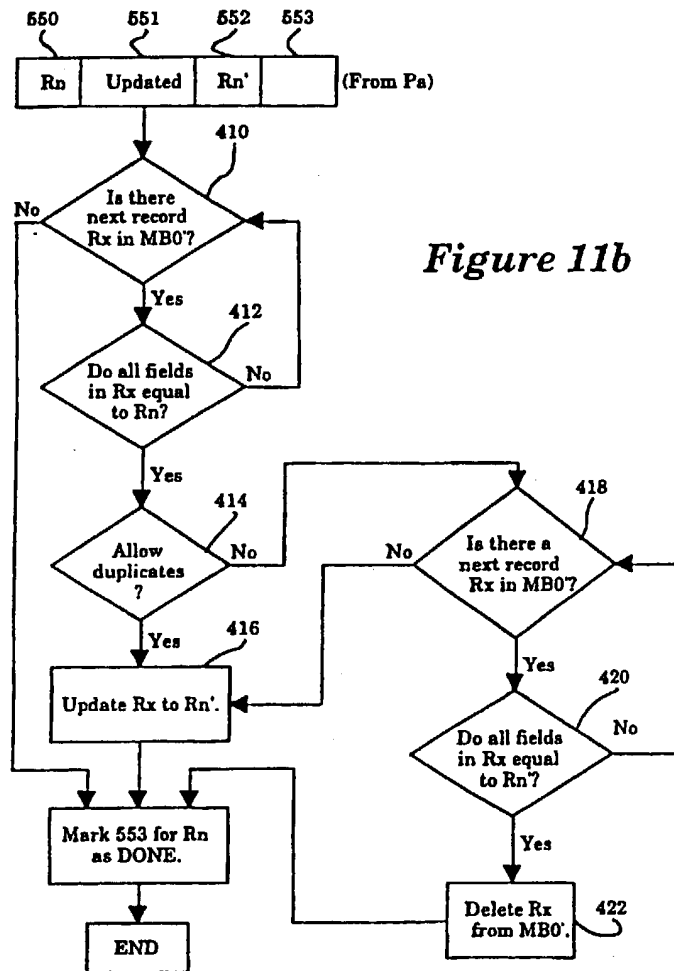 550 551 552 553
Rn Updated Rn' (From Pa)
410
Is there
next record
Rx in MB0'?
No
Yes
Figure 11b
412
Do all fields
in Rx equal
to Rn?
No
Yes
414
Allow
duplicates
?
No
Yes
416
Update Rx to Rn'.
418
Is there a
next record
Rx in MB0'?
No
Yes
420
Do all fields
in Rx equal
to Rn'?
No
Yes
Delete Rx
from MB0'.
422
Mark 553 for Rn
as DONE.
END